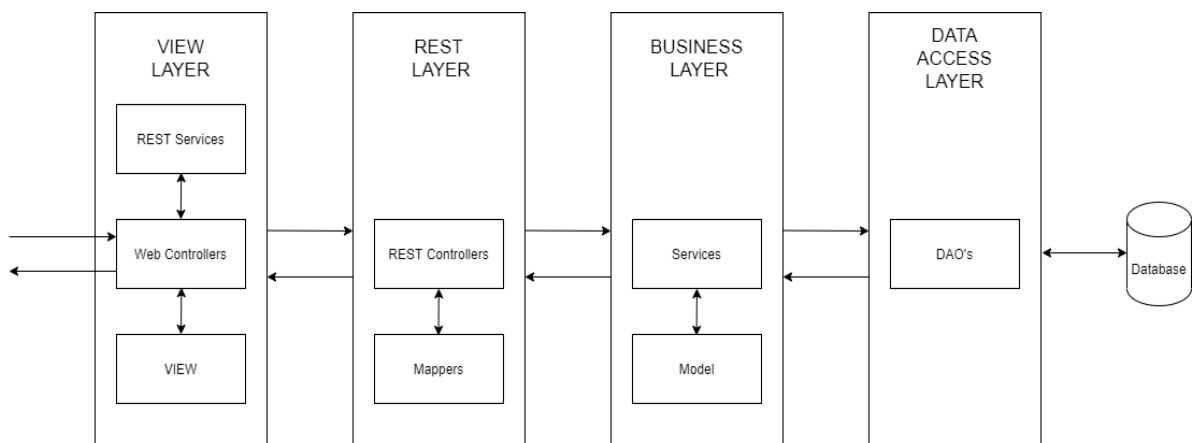 VIEW
LAYER
REST Services
Web Controllers
VIEW
REST
LAYER
REST Controllers
Mappers
BUSINESS
LAYER
Services
Model
DATA
ACCESS
LAYER
DAO's
Database